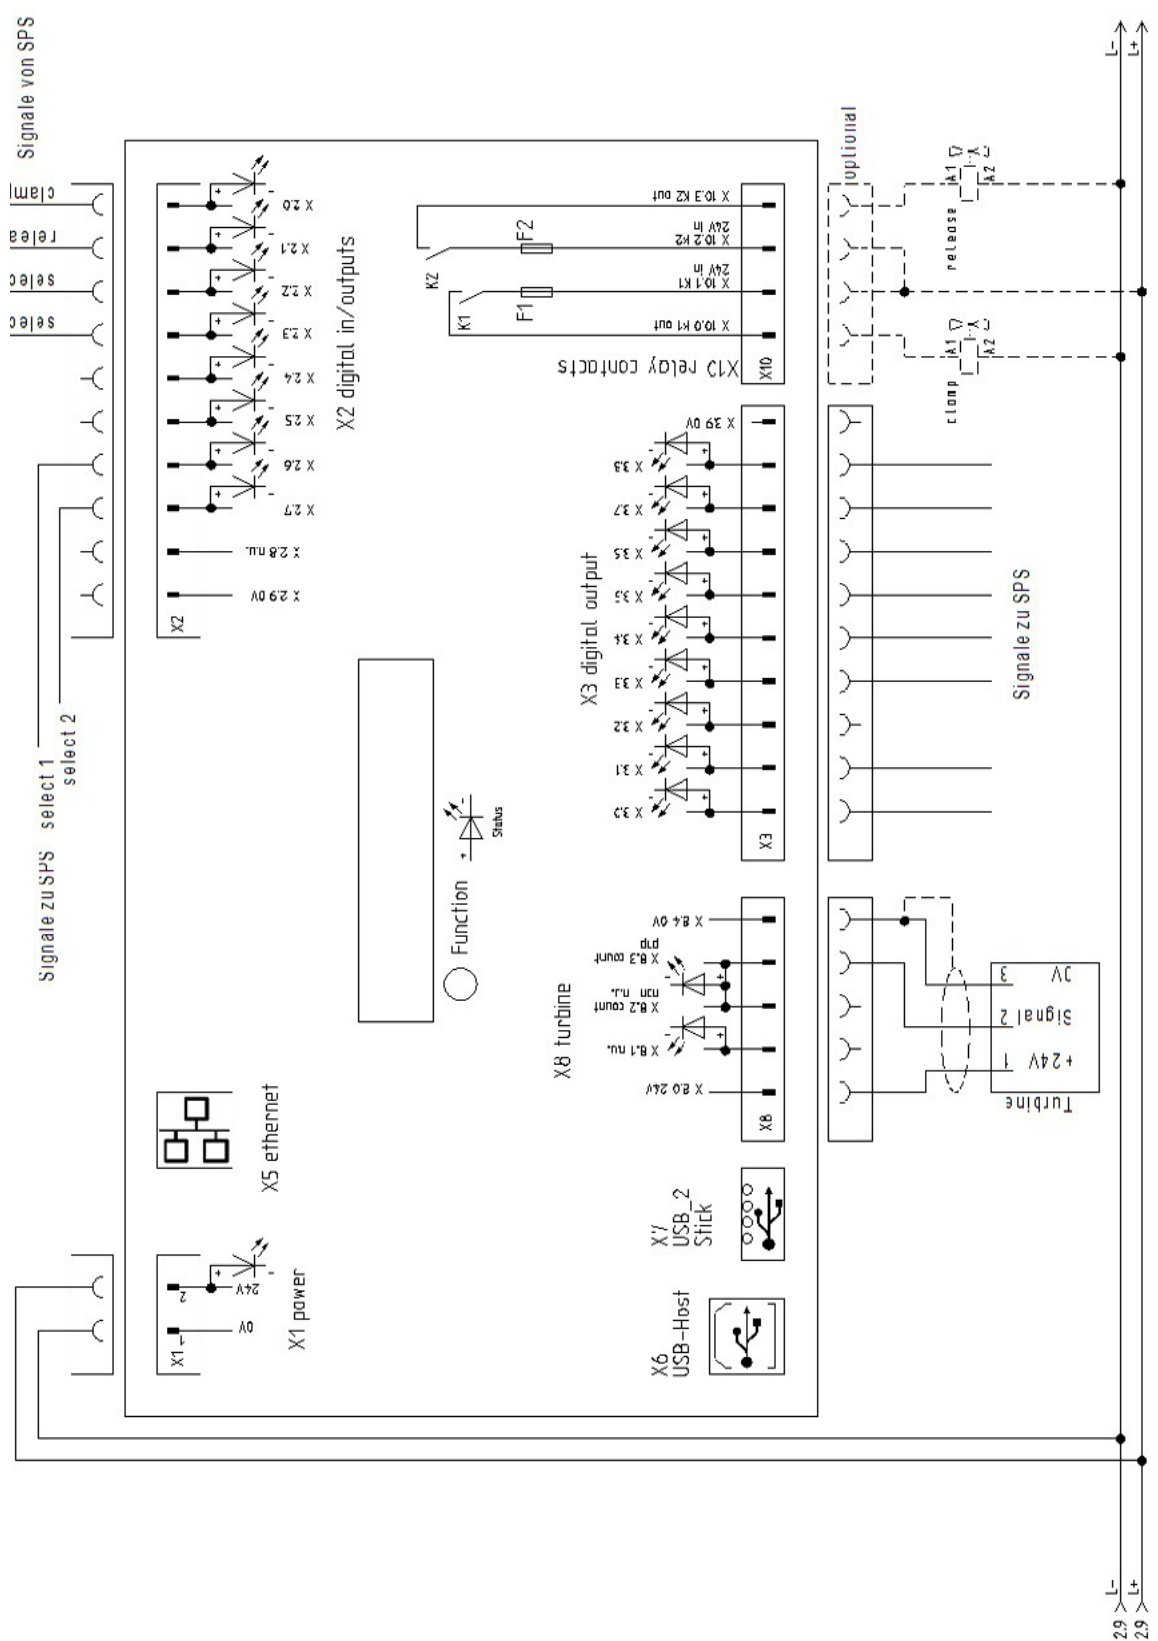 Signale von SPS
clam
relea
selec
selec
Signale zu SPS
select 1
select 2
X 2.0
X 2.1
X 2.2
X 2.3
X 2.4
X 2.5
X 2.6
X 2.7
X 2.8 n.u.
X 2.9 0V
X2
X2 digital in/outputs
K2
K1
F2
F1
X 10.3 K2 out
24V in
X 10.2 K2
24V in
X 10.1 K1
X 10.0 K1 out
X10 relay contacts
X10
optional
release
A1
A2
clamp
A1
A2
L-
L+
X 3.9 0V
X 3.8
X 3.7
X 3.5
X 3.5
X 3.4
X 3.3
X 3.2
X 3.1
X 3.0
X3
X3 digital output
Signale zu SPS
Status
Function
X 8.4 0V
pnp
X 8.3 count
npn n.u.
X 8.2 count
X 8.1 nu.
X 8.0 24V
X8
X8 turbine
3 0V
2 Signal
1 +24V
Turbine
X5 ethernet
X7
USB_2
Stick
X6
USB-Host
2
24V
1
0V
X1
X1 power
L-
L+
2.9
2.9